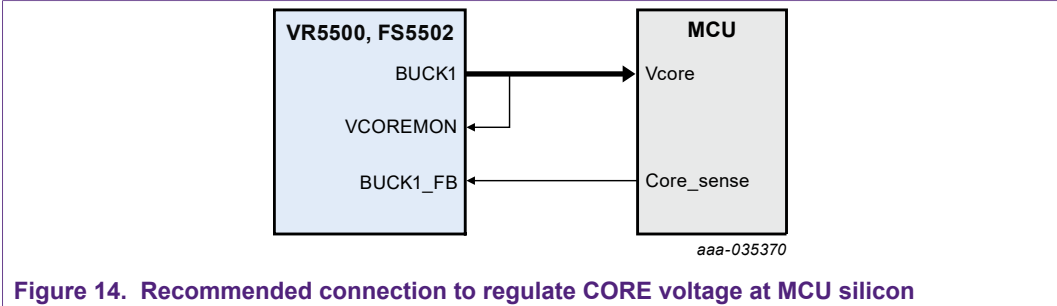 VR5500, FS5502
MCU
BUCK1
Vcore
VCOREMON
BUCK1_FB
Core_sense
aaa-035370
Figure 14. Recommended connection to regulate CORE voltage at MCU silicon